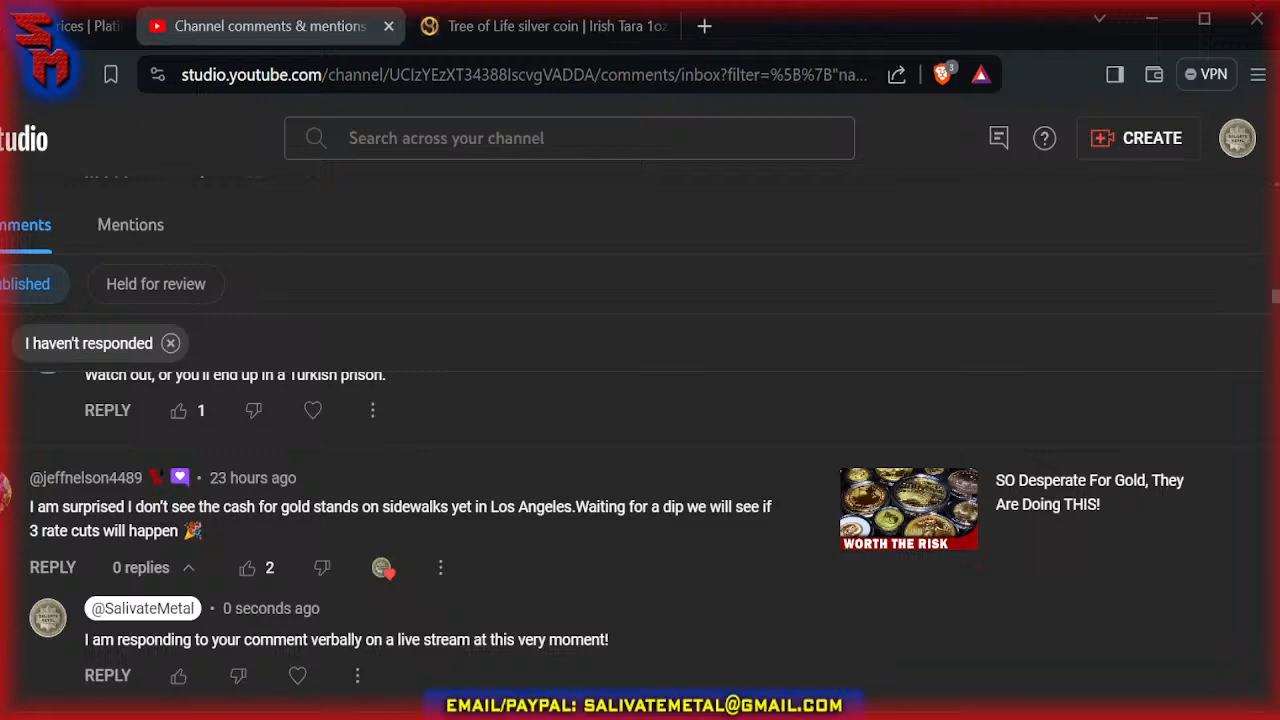 SM
rices | Plati
Channel comments & mentions
Tree of Life silver coin | Irish Tara 1oz
studio.youtube.com/channel/UCIzYEzXT34388IscvgVADDA/comments/inbox?filter=%5B%7B"na...
3
VPN
tudio
Search across your channel
CREATE
mments
Mentions
ublished
Held for review
I haven't responded
Watch out, or you'll end up in a Turkish prison.
REPLY
1
@jeffnelson4489 • 23 hours ago
I am surprised I don't see the cash for gold stands on sidewalks yet in Los Angeles.Waiting for a dip we will see if
3 rate cuts will happen 🎉
SO Desperate For Gold, They
Are Doing THIS!
WORTH THE RISK
REPLY
0 replies
2
@SalivateMetal • 0 seconds ago
I am responding to your comment verbally on a live stream at this very moment!
REPLY
EMAIL/PAYPAL: SALIVATEMETAL@GMAIL.COM